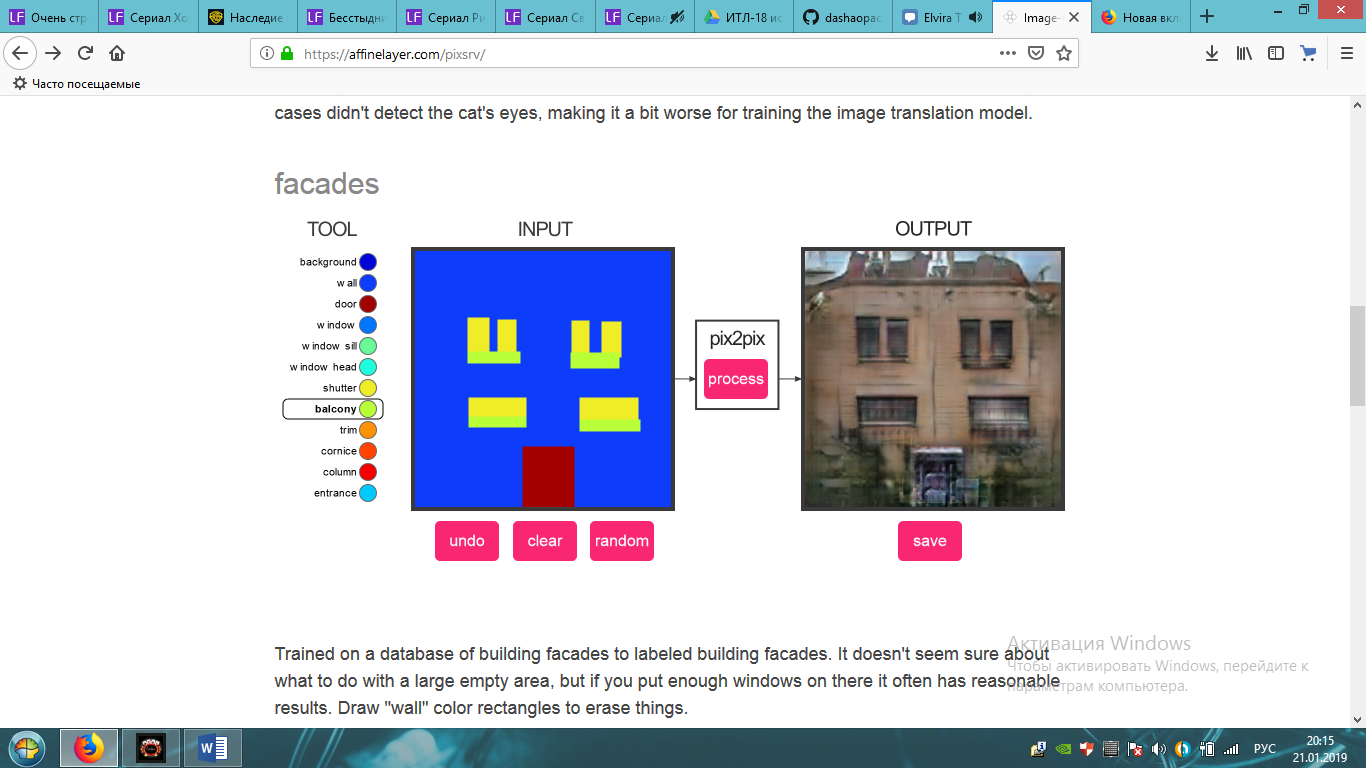 Очень стр
Сериал Хо
Наследие
Бесстыдни
Сериал Ри
Сериал Св
Сериал
ИТЛ-18 ис
dashaopac
Elvira T
Image-
Новая вкл
https://affinelayer.com/pixsrv/
Часто посещаемые
cases didn't detect the cat's eyes, making it a bit worse for training the image translation model.
facades
TOOL
INPUT
OUTPUT
background
wall
door
window
window sill
window head
shutter
balcony
trim
cornice
column
entrance
pix2pix
process
undo
clear
random
save
Trained on a database of building facades to labeled building facades. It doesn't seem sure about
what to do with a large empty area, but if you put enough windows on there it often has reasonable
results. Draw "wall" color rectangles to erase things.
Активация Windows
Чтобы активировать Windows, перейдите к
параметрам компьютера.
РУС
20:15
21.01.2019